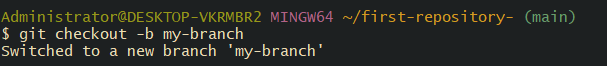 Administrator@DESKTOP-VKRMBR2 MINGW64 ~/first-repository- (main)
$ git checkout -b my-branch
Switched to a new branch 'my-branch'